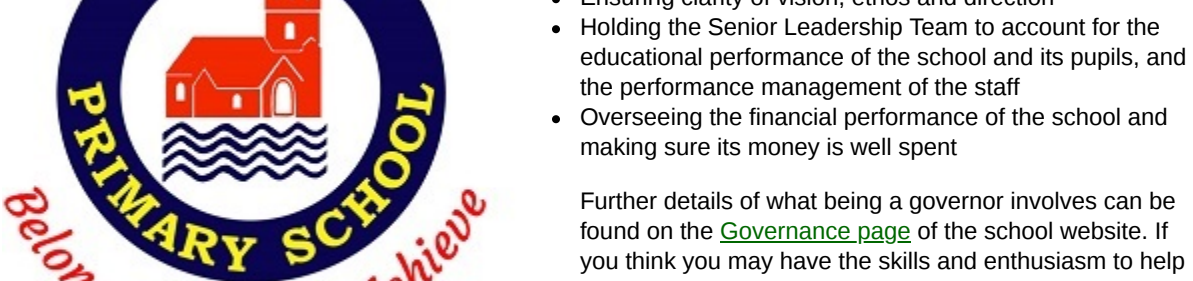 PRIMARY SCHOOL
Ensuring clarity of vision, ethos and direction
Holding the Senior Leadership Team to account for the
educational performance of the school and its pupils, and
the performance management of the staff
Overseeing the financial performance of the school and
making sure its money is well spent
Further details of what being a governor involves can be
found on the Governance page of the school website. If
you think you may have the skills and enthusiasm to help